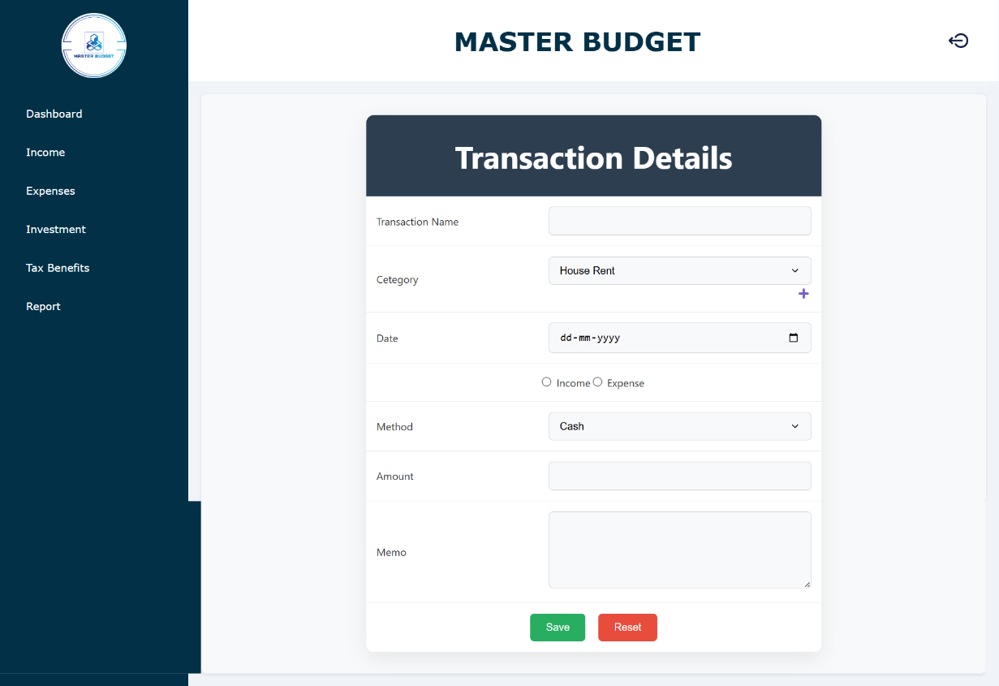 MASTER BUDGET
MASTER BUDGET
Dashboard
Income
Expenses
Investment
Tax Benefits
Report
Transaction Details
Transaction Name
Cetegory
House Rent
Date
dd-mm-yyyy
Income
Expense
Method
Cash
Amount
Memo
Save
Reset